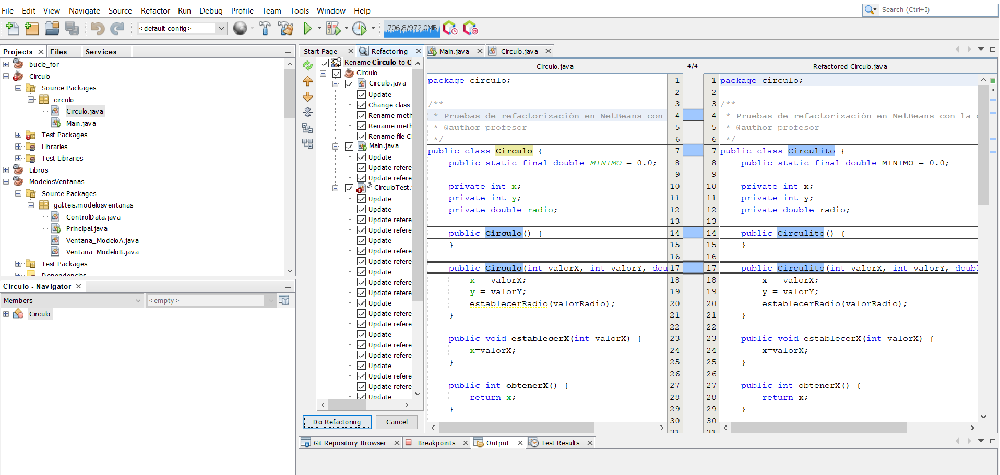 File Edit View Navigate Source Refactor Run Debug Profile Team Tools Window Help
Search (Ctrl+I)
<default config>
706,8/972,0MB
Projects
Files
Services
bucle_for
Circulo
Source Packages
circulo
Circulo.java
Main.java
Test Packages
Libraries
Test Libraries
Libros
ModelosVentanas
Source Packages
gal.teis.modelosventanas
ControlData.java
Principal.java
Ventana_ModeloA.java
Ventana_ModeloB.java
Test Packages
Dependencies
Circulo - Navigator
Members
<empty>
Circulo
Start Page
Refactoring
Main.java
Circulo.java
Rename Circulo to C
Circulo
Circulo.java
Update
Change class
Rename meth
Rename meth
Rename file C
Main.java
Update
Update refere
Update refere
CirculoTest.
Update
Update
Update refere
Update refere
Update
Update refere
Update refere
Update
Update refere
Update refere
Update
Update refere
Update refere
Update
Update refere
Update refere
Update
Update refere
Update refere
Update
Do Refactoring
Cancel
Circulo.java
4/4
Refactored Circulo.java
package circulo; 1
2
/** 3
* Pruebas de refactorización en NetBeans con 4
* @author profesor 5
*/ 6
public class Circulo { 7
public static final double MINIMO = 0.0; 8
9
private int x; 10
private int y; 11
private double radio; 12
13
public Circulo() { 14
} 15
16
public Circulo(int valorX, int valorY, dou 17
x = valorX; 18
y = valorY; 19
establecerRadio(valorRadio); 20
} 21
22
public void establecerX(int valorX) { 23
x=valorX; 24
} 25
26
public int obtenerX() { 27
return x; 28
} 29
30
31
1 package circulo;
2
3 /**
4 * Pruebas de refactorización en NetBeans con la c
5 * @author profesor
6 */
7 public class Circulito {
8 public static final double MINIMO = 0.0;
9
10 private int x;
11 private int y;
12 private double radio;
13
14 public Circulito() {
15 }
16
17 public Circulito(int valorX, int valorY, doubl
18 x = valorX;
19 y = valorY;
20 establecerRadio(valorRadio);
21 }
22
23 public void establecerX(int valorX) {
24 x=valorX;
25 }
26
27 public int obtenerX() {
28 return x;
29 }
30
31
Git Repository Browser
Breakpoints
Output
Test Results